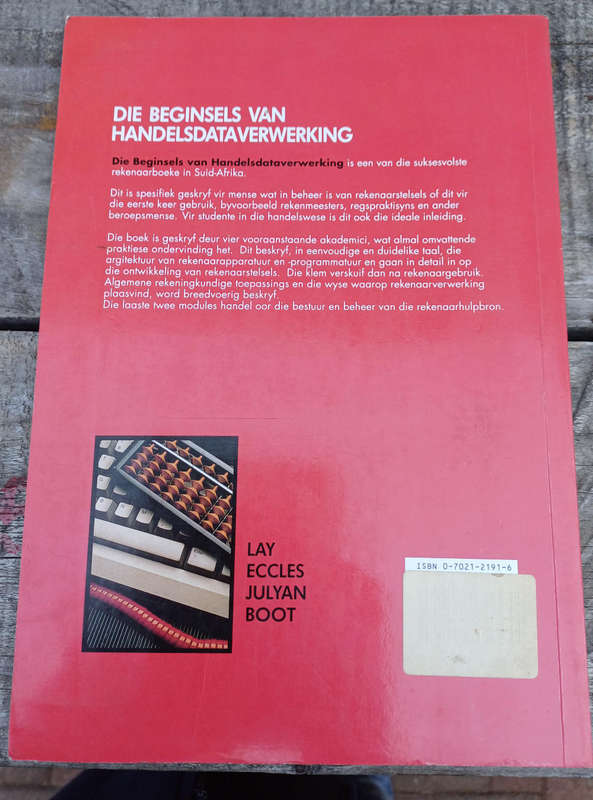 DIE BEGINSELS VAN
HANDELSDATAVERWERKING
Die Beginsels van Handelsdataverwerking is een van die suksesvolste
rekenaarboeke in Suid-Afrika.
Dit is spesifiek geskryf vir mense wat in beheer is van rekenaarstelsels of dit vir
die eerste keer gebruik, byvoorbeeld rekenmeesters, regspraktisyns en ander
beroepsmense. Vir studente in die handelswese is dit ook die ideale inleiding.
Die boek is geskryf deur vier vooraanstaande akademici, wat almal omvattende
praktiese ondervinding het. Dit beskryf, in eenvoudige en duidelike taal, die
argitektuur van rekenaarapparatuur en -programmatuur en gaan in detail in op
die ontwikkeling van rekenaarstelsels. Die klem verskuif dan na rekenaargebruik.
Algemene rekeningkundige toepassings en die wyse waarop rekenaarverwerking
plaasvind, word breedvoerig beskryf.
Die laaste twee modules handel oor die bestuur en beheer van die rekenaarhulpbron.
LAY
ECCLES
JULYAN
BOOT
ISBN 0-7021-2191-6